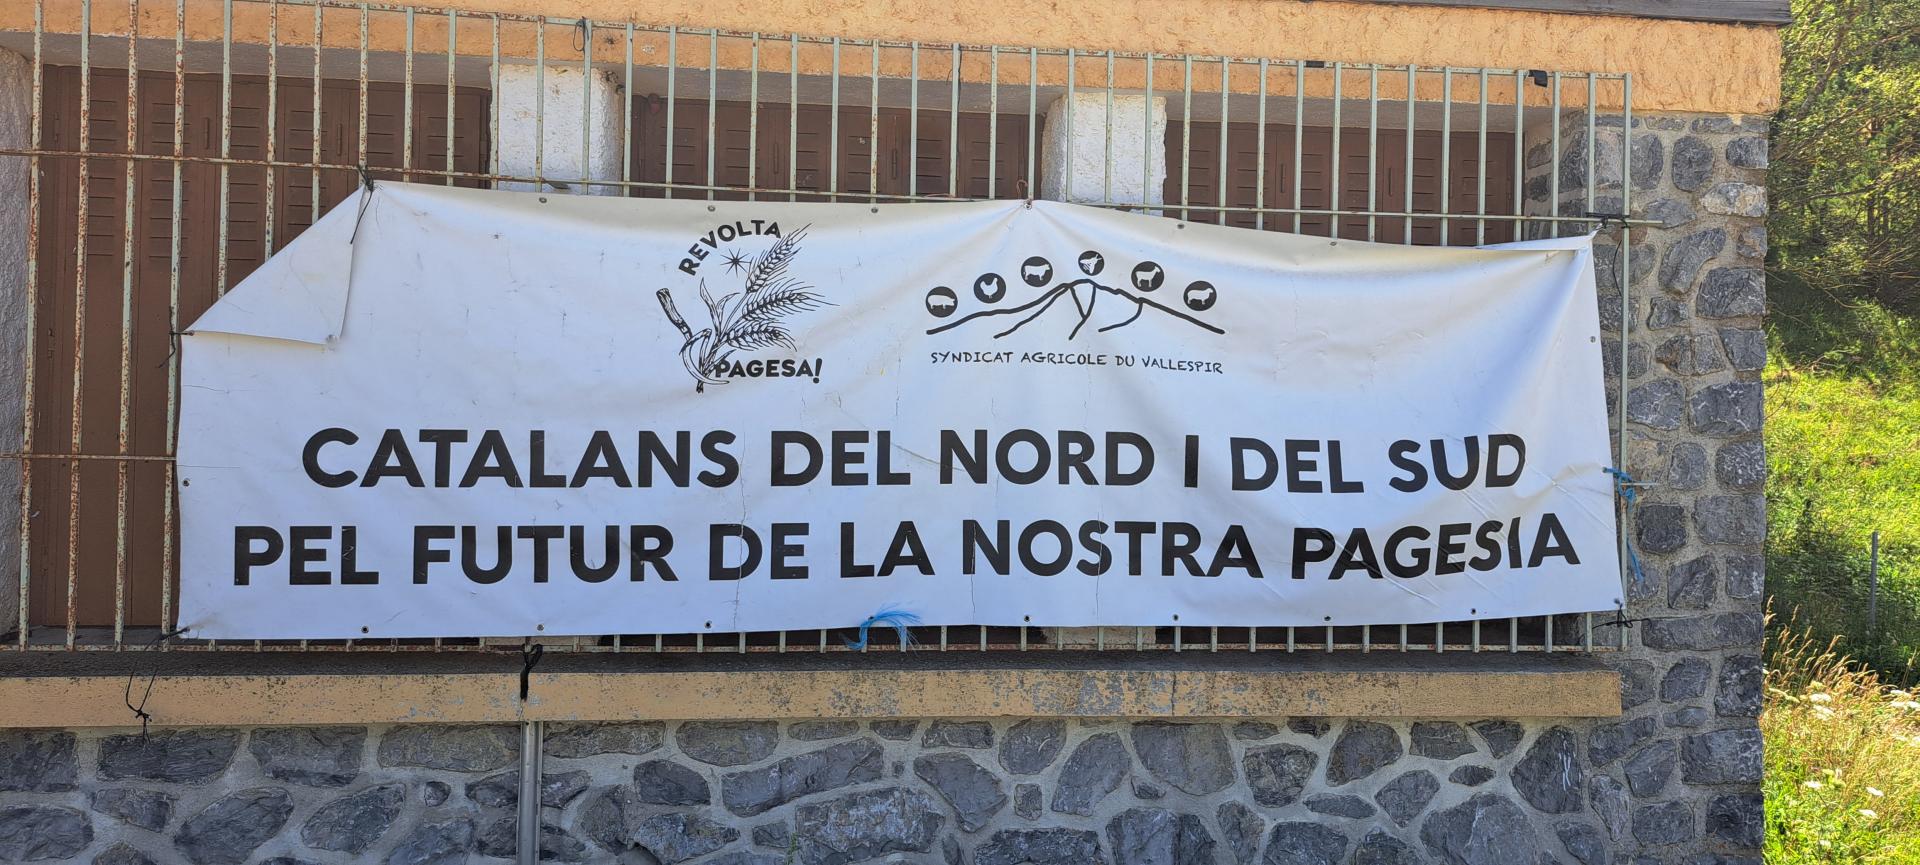 REVOLTA
PAGESA!
SYNDICAT AGRICOLE DU VALLESPIR
CATALANS DEL NORD I DEL SUD
PEL FUTUR DE LA NOSTRA PAGESIA